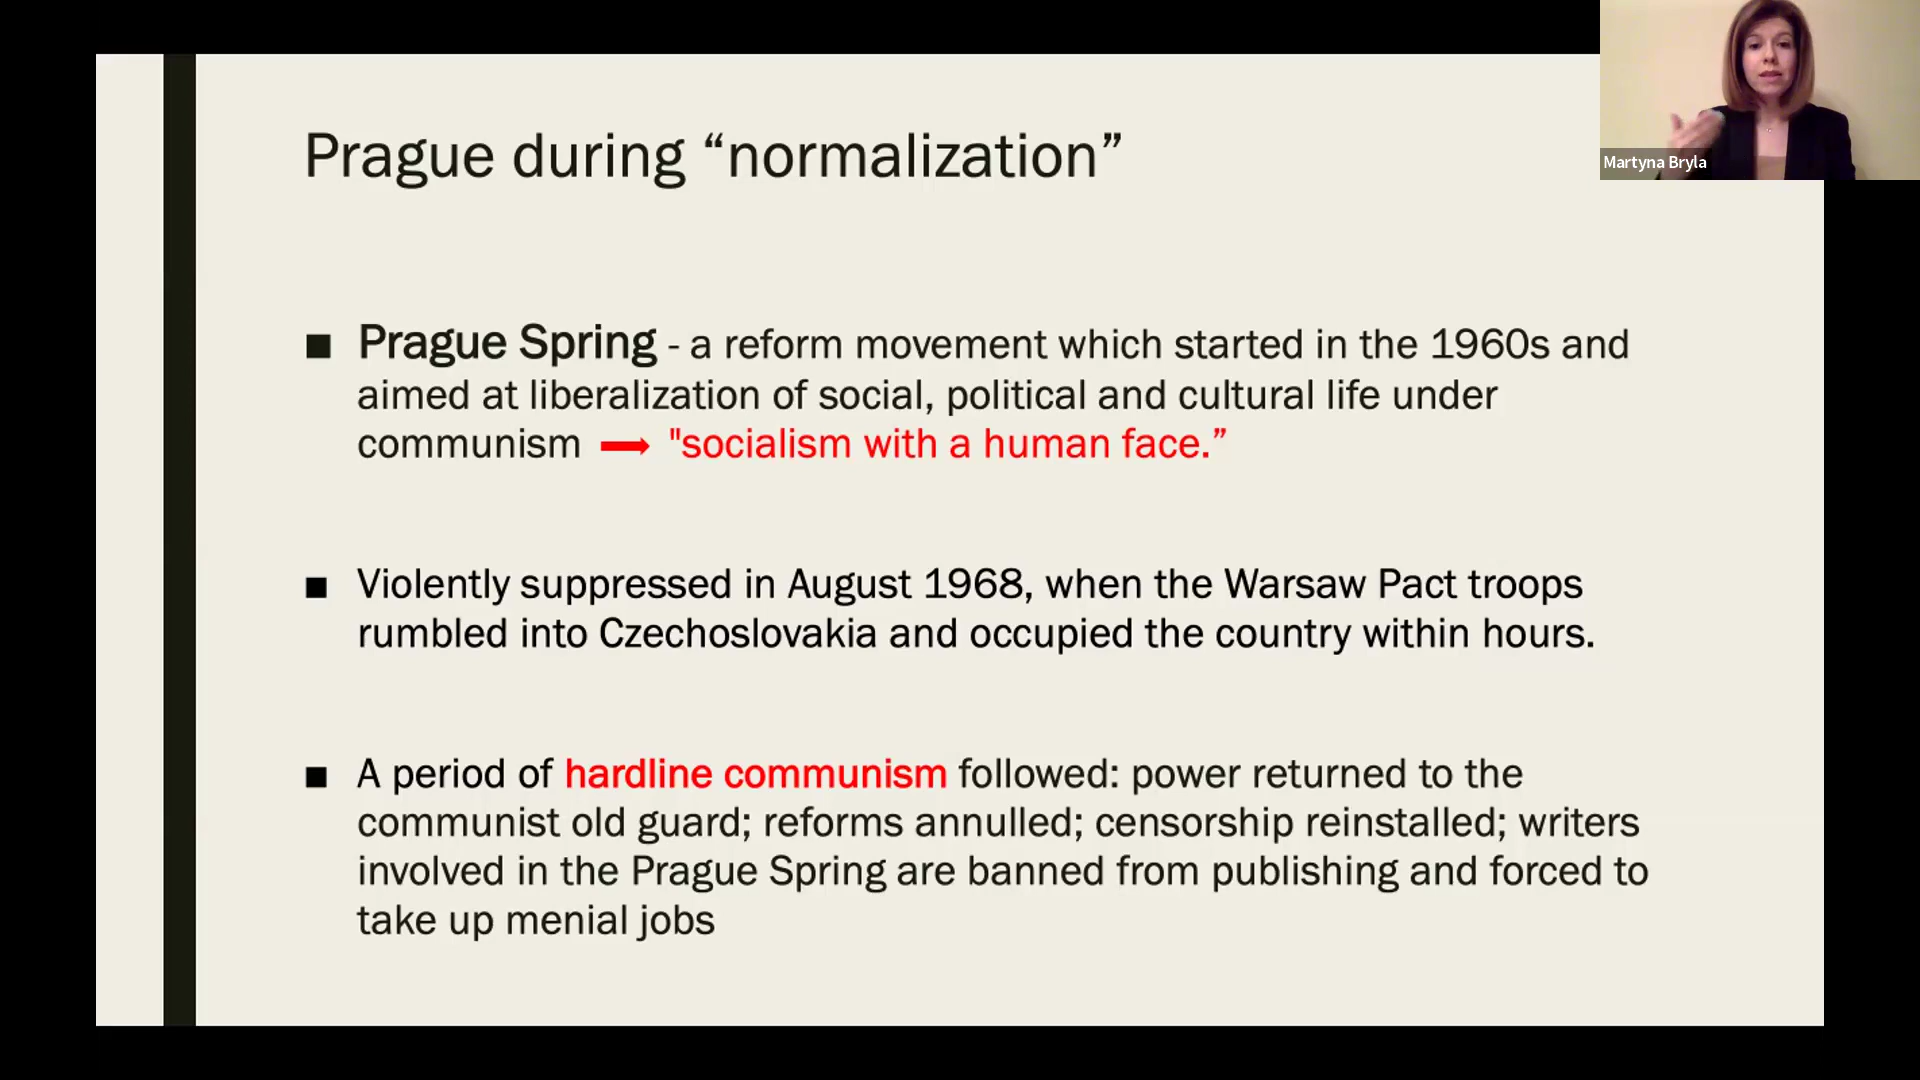 Prague during “normalization”
Martyna Bryla
■ Prague Spring - a reform movement which started in the 1960s and
aimed at liberalization of social, political and cultural life under
communism ➡ "socialism with a human face.”
■ Violently suppressed in August 1968, when the Warsaw Pact troops
rumbled into Czechoslovakia and occupied the country within hours.
■ A period of hardline communism followed: power returned to the
communist old guard; reforms annulled; censorship reinstalled; writers
involved in the Prague Spring are banned from publishing and forced to
take up menial jobs